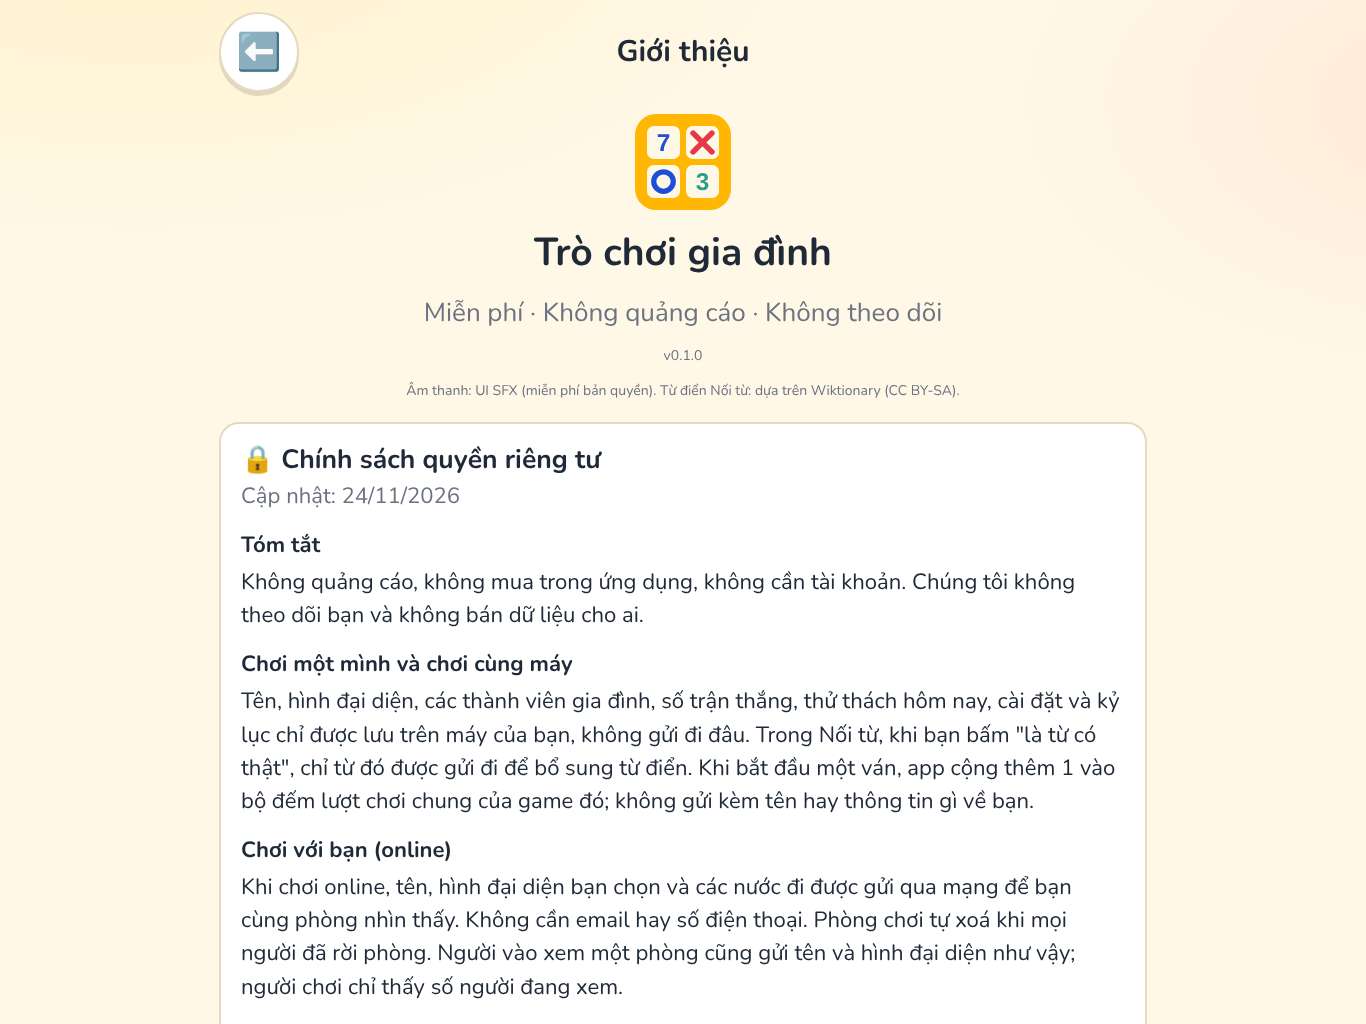 Giới thiệu
7
3
Trò chơi gia đình
Miễn phí · Không quảng cáo · Không theo dõi
v0.1.0
Âm thanh: UI SFX (miễn phí bản quyền). Từ điển Nối từ: dựa trên Wiktionary (CC BY-SA).
🔒 Chính sách quyền riêng tư
Cập nhật: 24/11/2026
Tóm tắt
Không quảng cáo, không mua trong ứng dụng, không cần tài khoản. Chúng tôi không
theo dõi bạn và không bán dữ liệu cho ai.
Chơi một mình và chơi cùng máy
Tên, hình đại diện, các thành viên gia đình, số trận thắng, thử thách hôm nay, cài đặt và kỷ
lục chỉ được lưu trên máy của bạn, không gửi đi đâu. Trong Nối từ, khi bạn bấm "là từ có
thật", chỉ từ đó được gửi đi để bổ sung từ điển. Khi bắt đầu một ván, app cộng thêm 1 vào
bộ đếm lượt chơi chung của game đó; không gửi kèm tên hay thông tin gì về bạn.
Chơi với bạn (online)
Khi chơi online, tên, hình đại diện bạn chọn và các nước đi được gửi qua mạng để bạn
cùng phòng nhìn thấy. Không cần email hay số điện thoại. Phòng chơi tự xoá khi mọi
người đã rời phòng. Người vào xem một phòng cũng gửi tên và hình đại diện như vậy;
người chơi chỉ thấy số người đang xem.